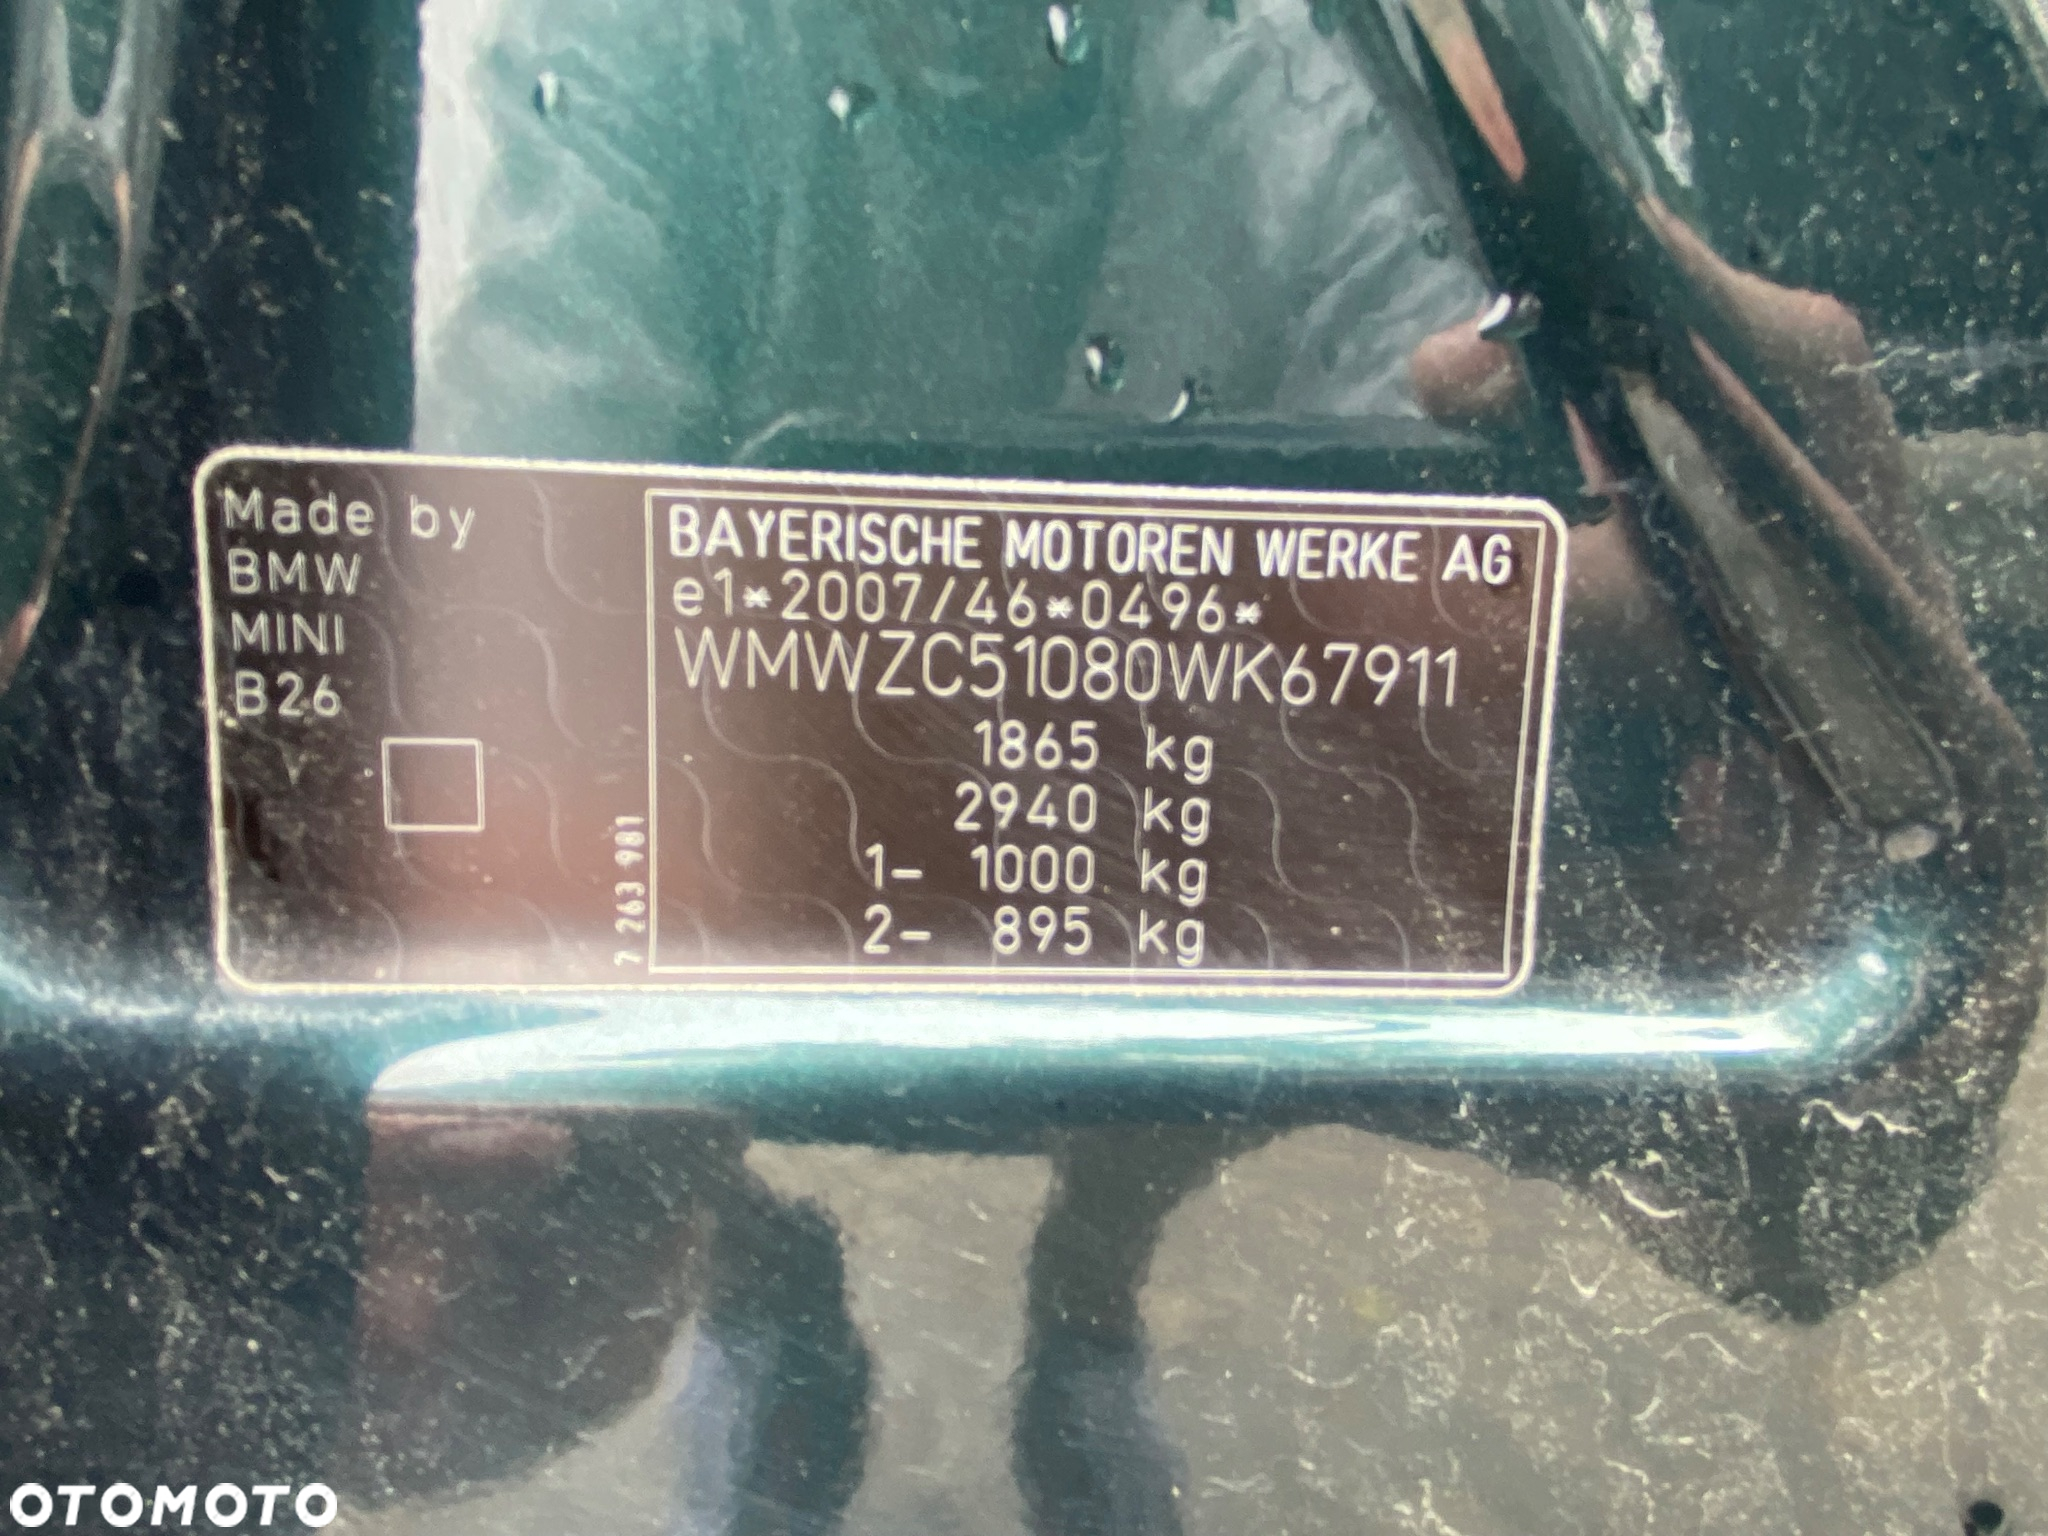 Made by
BMW
MINI
B26
7 263 981
BAYERISCHE MOTOREN WERKE AG
e1*2007/46*0496*
WMWZC51080WK67911
1865 kg
2940 kg
1- 1000 kg
2- 895 kg
OTOMOTO